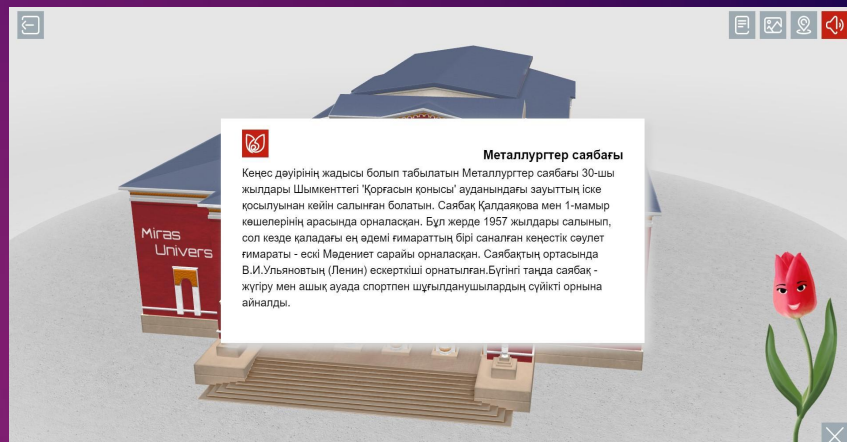 Металлургтер саябағы
Кеңес дәуірінің жадысы болып табылатын Металлургтер саябағы 30-шы
жылдары Шымкенттегі 'Қорғасын қонысы' ауданындағы зауыттың іске
қосылуынан кейін салынған болатын. Саябақ Қалдаяқова мен 1-мамыр
көшелерінің арасында орналасқан. Бұл жерде 1957 жылдары салынып,
сол кезде қаладағы ең әдемі ғимараттың бірі саналған кеңестік сәулет
ғимараты - ескі Мәдениет сарайы орналасқан. Саябақтың ортасында
В.И.Ульяновтың (Ленин) ескерткіші орнатылған.Бүгінгі таңда саябақ -
жүгіру мен ашық ауада спортпен шұғылданушылардың сүйікті орнына
айналды.
Miras
Univers